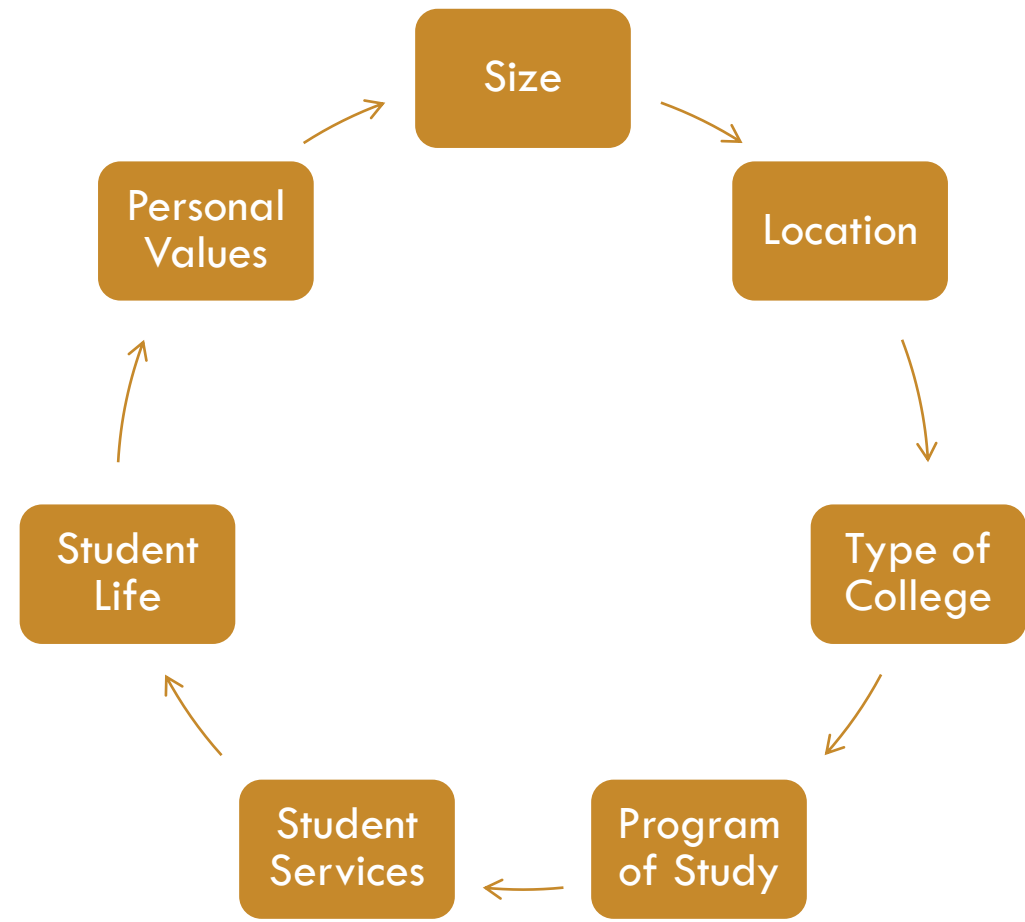 Size
Location
Type of
College
Program
of Study
Student
Services
Student
Life
Personal
Values